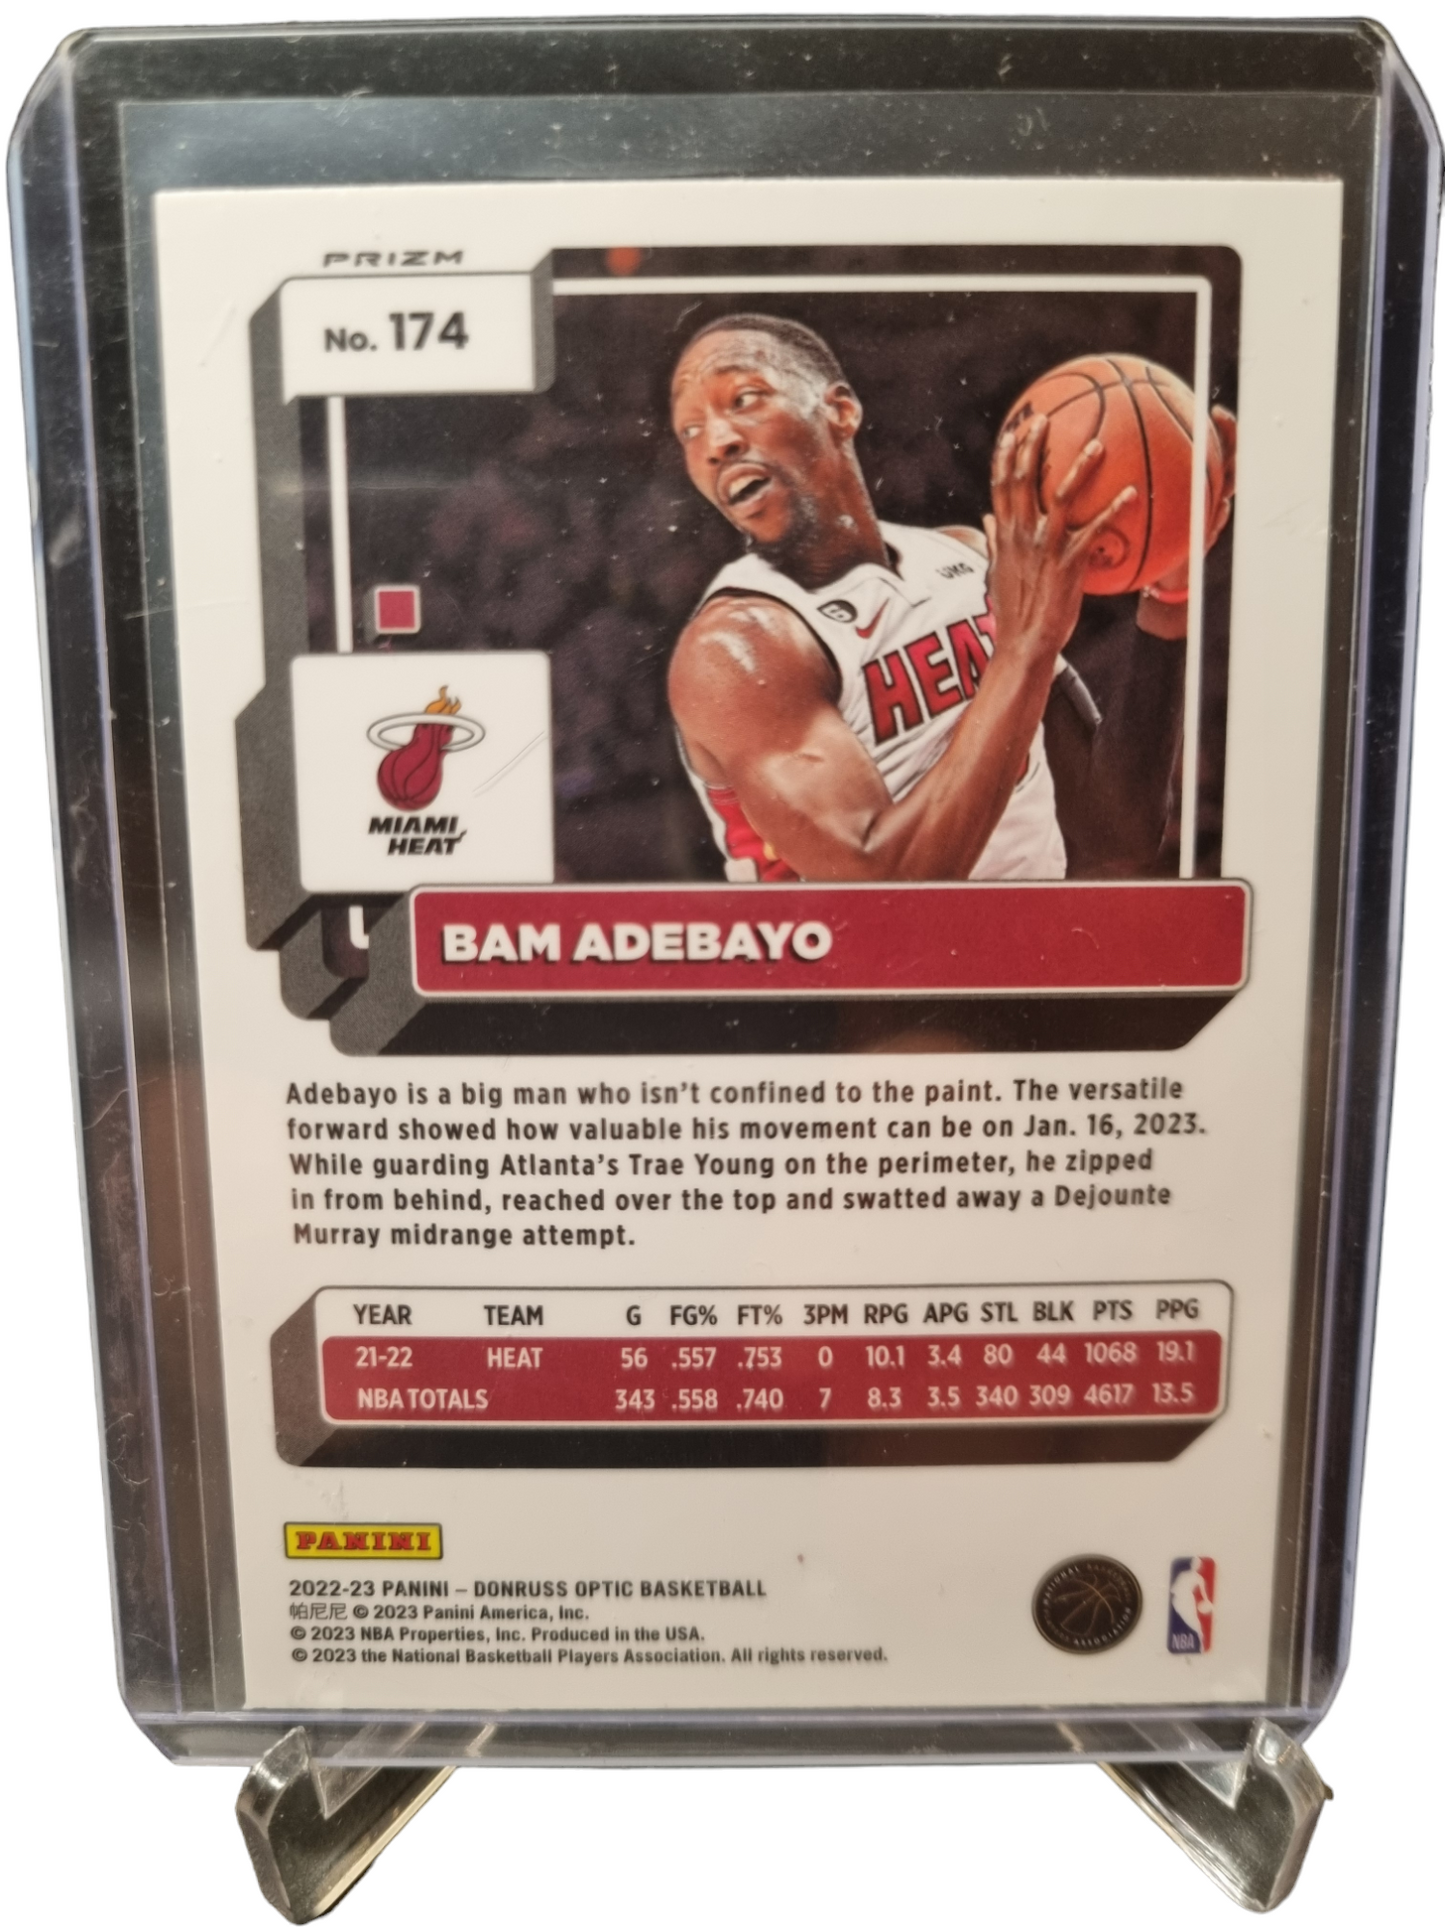 PRIZM
No. 174
UKG
6
HEAT
MIAMI
HEAT
BAM ADEBAYO
Adebayo is a big man who isn't confined to the paint. The versatile
forward showed how valuable his movement can be on Jan. 16, 2023.
While guarding Atlanta's Trae Young on the perimeter, he zipped
in from behind, reached over the top and swatted away a Dejounte
Murray midrange attempt.
YEAR TEAM G FG% FT% 3PM RPG APG STL BLK PTS PPG
21-22 HEAT 56 .557 .753 0 10.1 3.4 80 44 1068 19.1
NBA TOTALS 343 .558 .740 7 8.3 3.5 340 309 4617 13.5
PANINI
2022-23 PANINI – DONRUSS OPTIC BASKETBALL
帕尼尼 © 2023 Panini America, Inc.
© 2023 NBA Properties, Inc. Produced in the USA.
© 2023 the National Basketball Players Association. All rights reserved.
NATIONAL BASKETBALL
PLAYERS ASSOCIATION
NBA